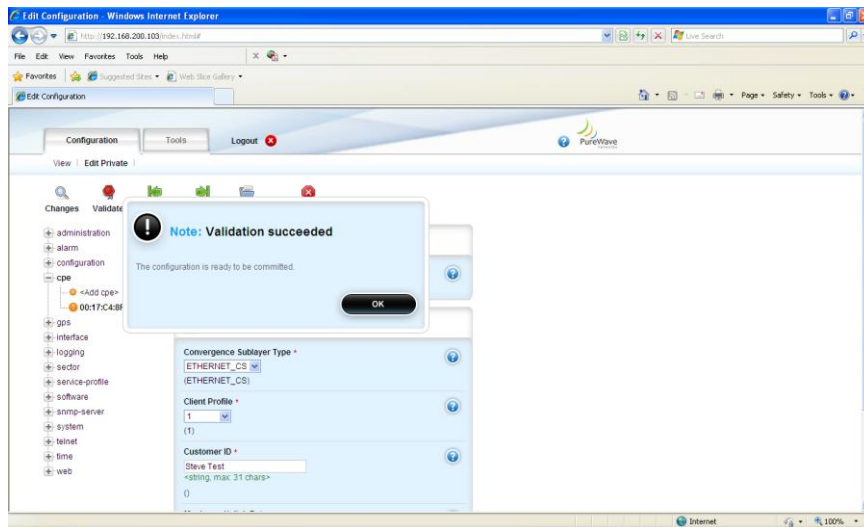 Edit Configuration - Windows Internet Explorer
http://192.168.200.103/index.html#
Live Search
File Edit View Favorites Tools Help
Favorites Suggested Sites Web Slice Gallery
Edit Configuration
Page Safety Tools
Configuration Tools Logout
PureWave
View Edit Private
Changes Validate
Note: Validation succeeded
The configuration is ready to be committed.
OK
administration
alarm
configuration
cpe
<Add cpe>
00:17:C4:8F
gps
interface
logging
sector
service-profile
software
snmp-server
system
telnet
time
web
Convergence Sublayer Type *
ETHERNET_CS
(ETHERNET_CS)
Client Profile *
1
(1)
Customer ID *
Steve Test
<string, max: 31 chars>
()
Internet 100%